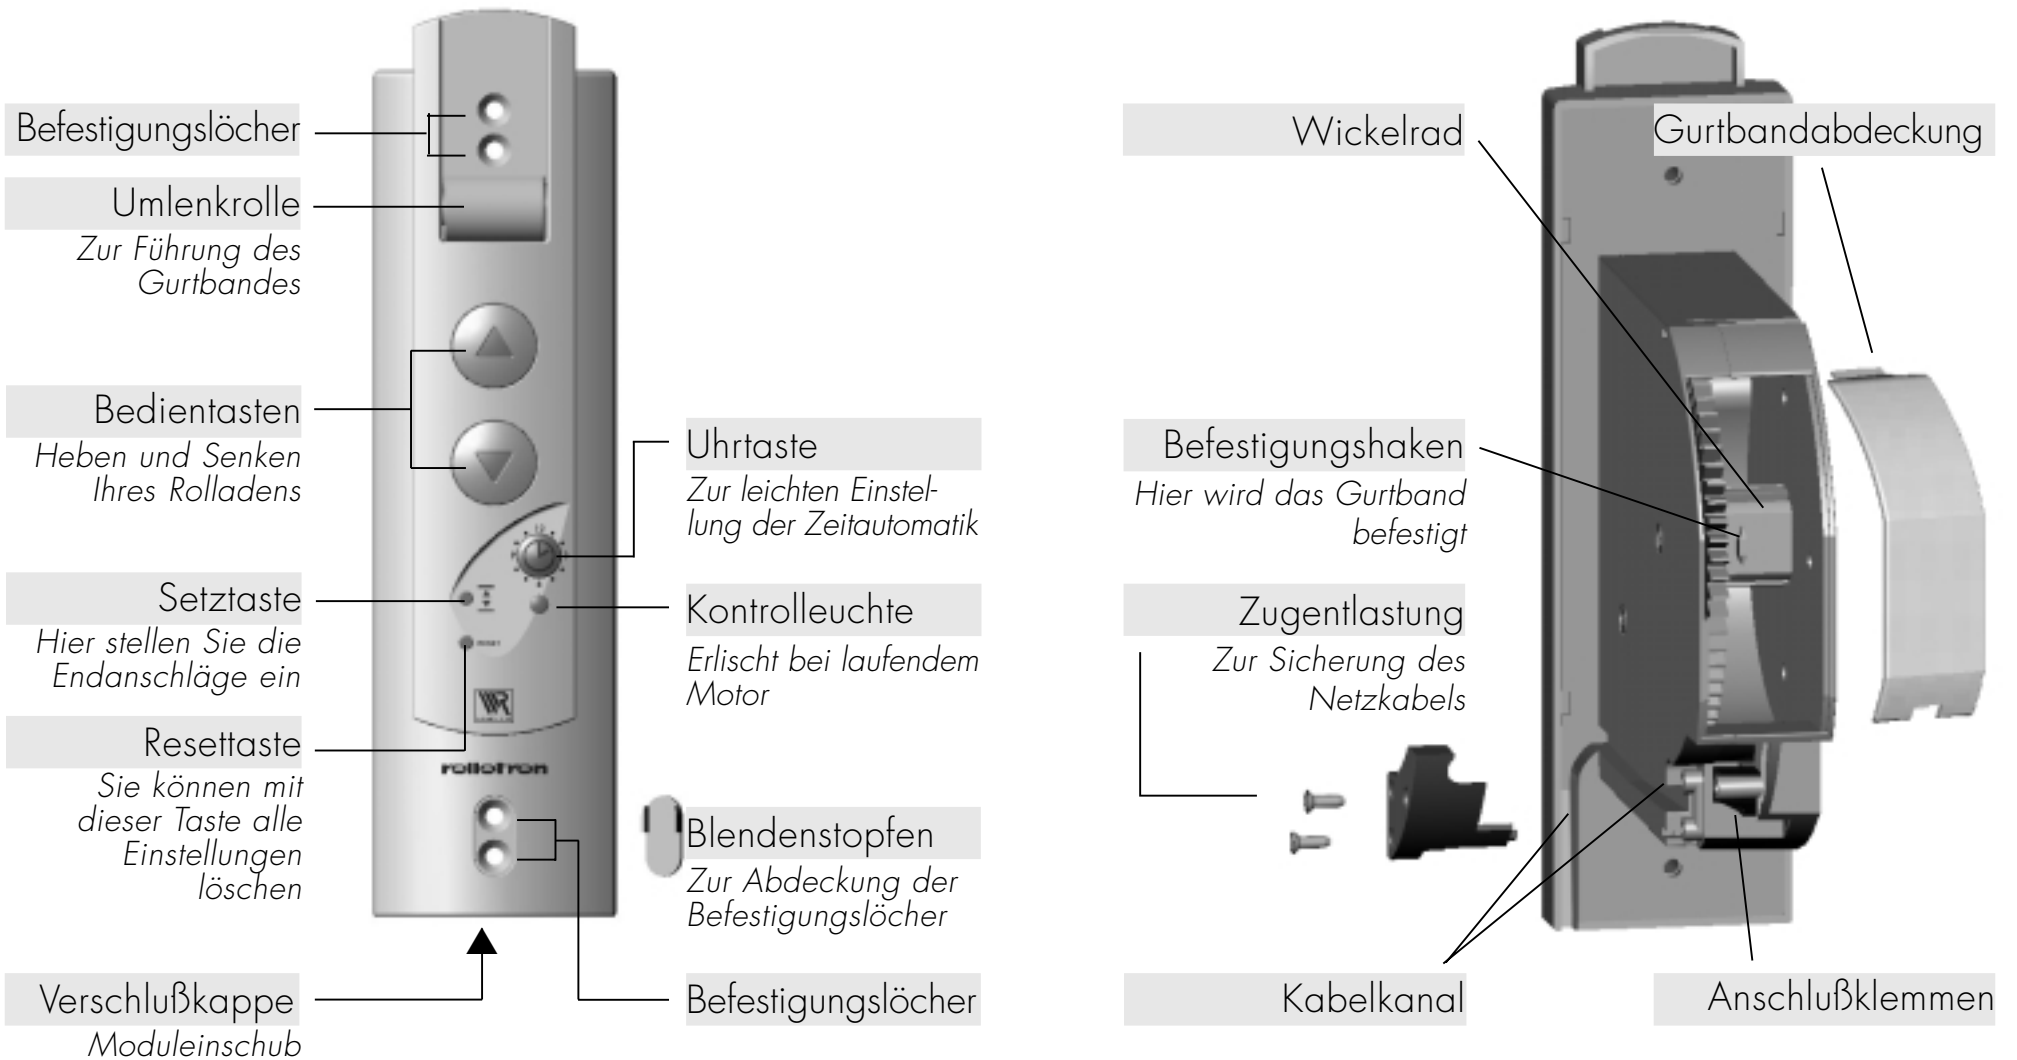 Befestigungslöcher
Umlenkrolle
Zur Führung des
Gurtbandes
Bedientasten
Heben und Senken
Ihres Rolladens
Setztaste
Hier stellen Sie die
Endanschläge ein
Resettaste
Sie können mit
dieser Taste alle
Einstellungen
löschen
Verschlußkappe
Moduleinschub
12
RESET
rollotron
Uhrtaste
Zur leichten Einstel-
lung der Zeitautomatik
Kontrolleuchte
Erlischt bei laufendem
Motor
Blendenstopfen
Zur Abdeckung der
Befestigungslöcher
Befestigungslöcher
Wickelrad
Befestigungshaken
Hier wird das Gurtband
befestigt
Zugentlastung
Zur Sicherung des
Netzkabels
Kabelkanal
Gurtbandabdeckung
Anschlußklemmen